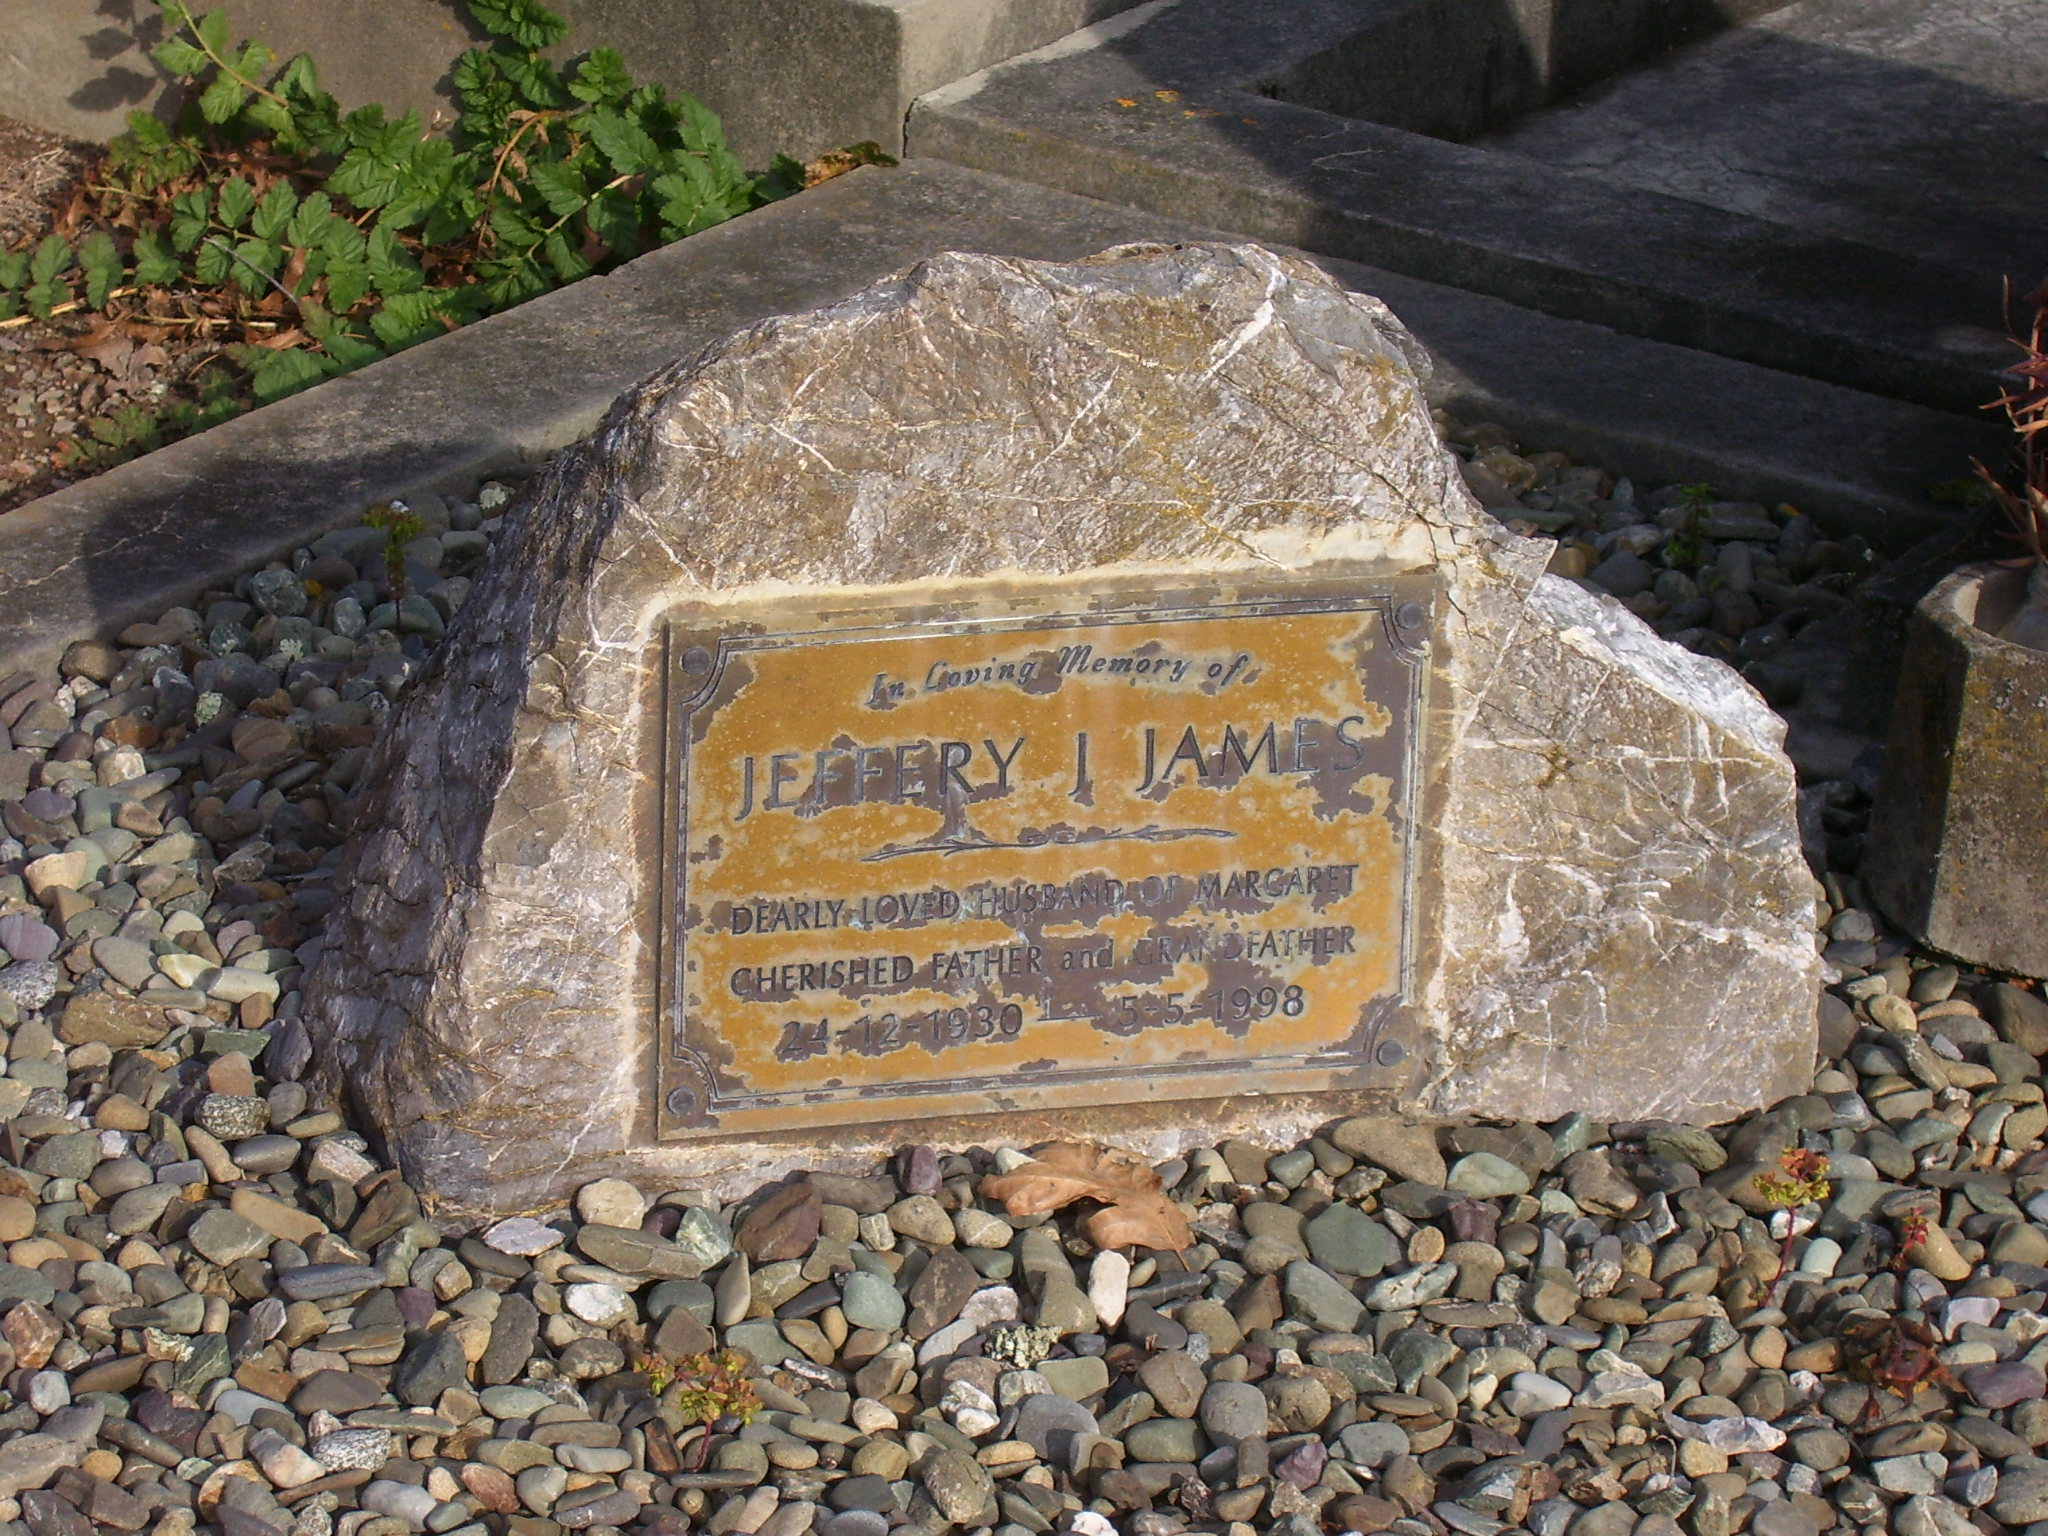 In Loving Memory of
JEFFERY J JAMES
DEARLY LOVED HUSBAND OF MARGARET
CHERISHED FATHER and GRANDFATHER
24-12-1930 — 5-5-1998